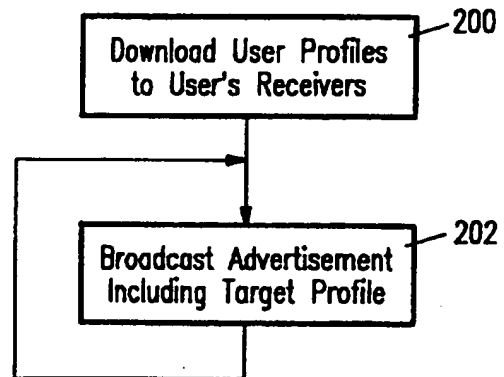 200
Download User Profiles
to User's Receivers
202
Broadcast Advertisement
Including Target Profile